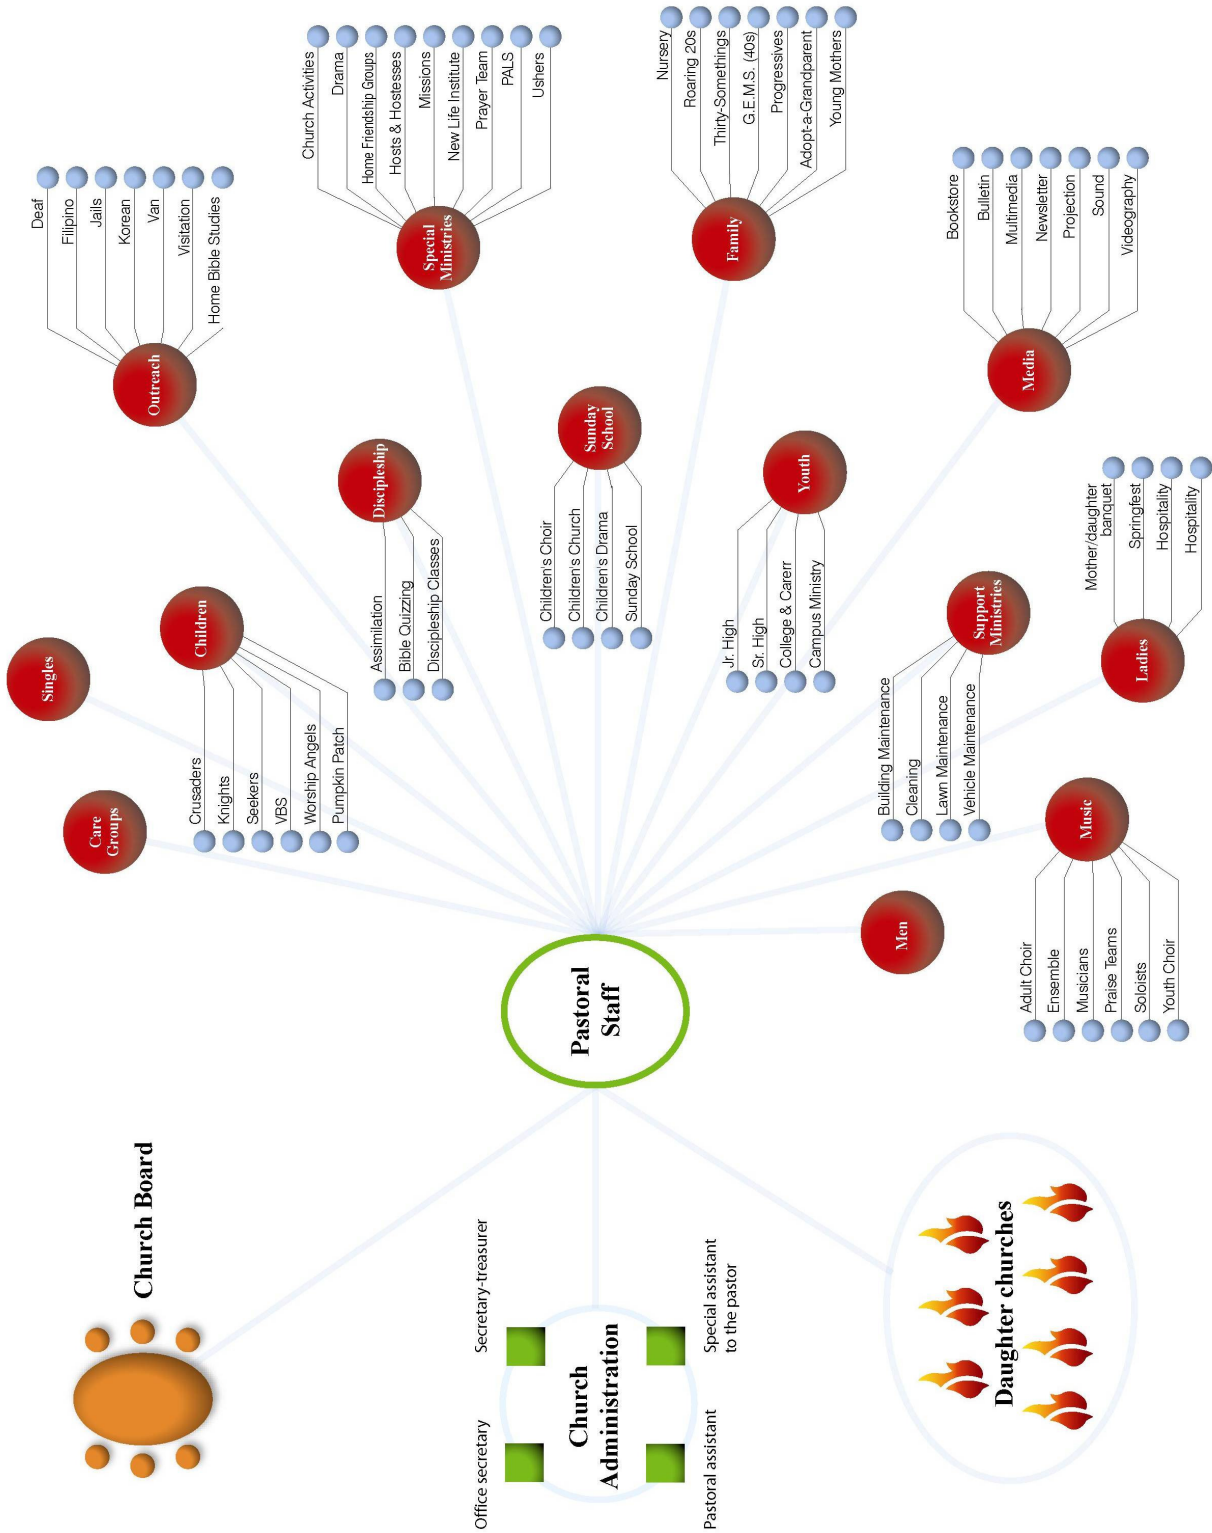 Church Board
Office secretary
Secretary-treasurer
Church
Administration
Pastoral assistant
Special assistant
to the pastor
Daughter churches
Pastoral
Staff
Care
Groups
Singles
Children
Crusaders
Knights
Seekers
VBS
Worship Angels
Pumpkin Patch
Outreach
Deaf
Filipino
Jails
Korean
Van
Visitation
Home Bible Studies
Discipleship
Assimilation
Bible Quizzing
Discipleship Classes
Special
Ministries
Church Activities
Drama
Home Friendship Groups
Hosts & Hostesses
Missions
New Life Institute
Prayer Team
PALS
Ushers
Sunday
School
Children's Choir
Children's Church
Children's Drama
Sunday School
Family
Nursery
Roaring 20s
Thirty-Somethings
G.E.M.S. (40s)
Progressives
Adopt-a-Grandparent
Young Mothers
Youth
Jr. High
Sr. High
College & Carerr
Campus Ministry
Media
Bookstore
Bulletin
Multimedia
Newsletter
Projection
Sound
Videography
Support
Ministries
Building Maintenance
Cleaning
Lawn Maintenance
Vehicle Maintenance
Ladies
Mother/daughter
banquet
Springfest
Hospitality
Hospitality
Music
Adult Choir
Ensemble
Musicians
Praise Teams
Soloists
Youth Choir
Men